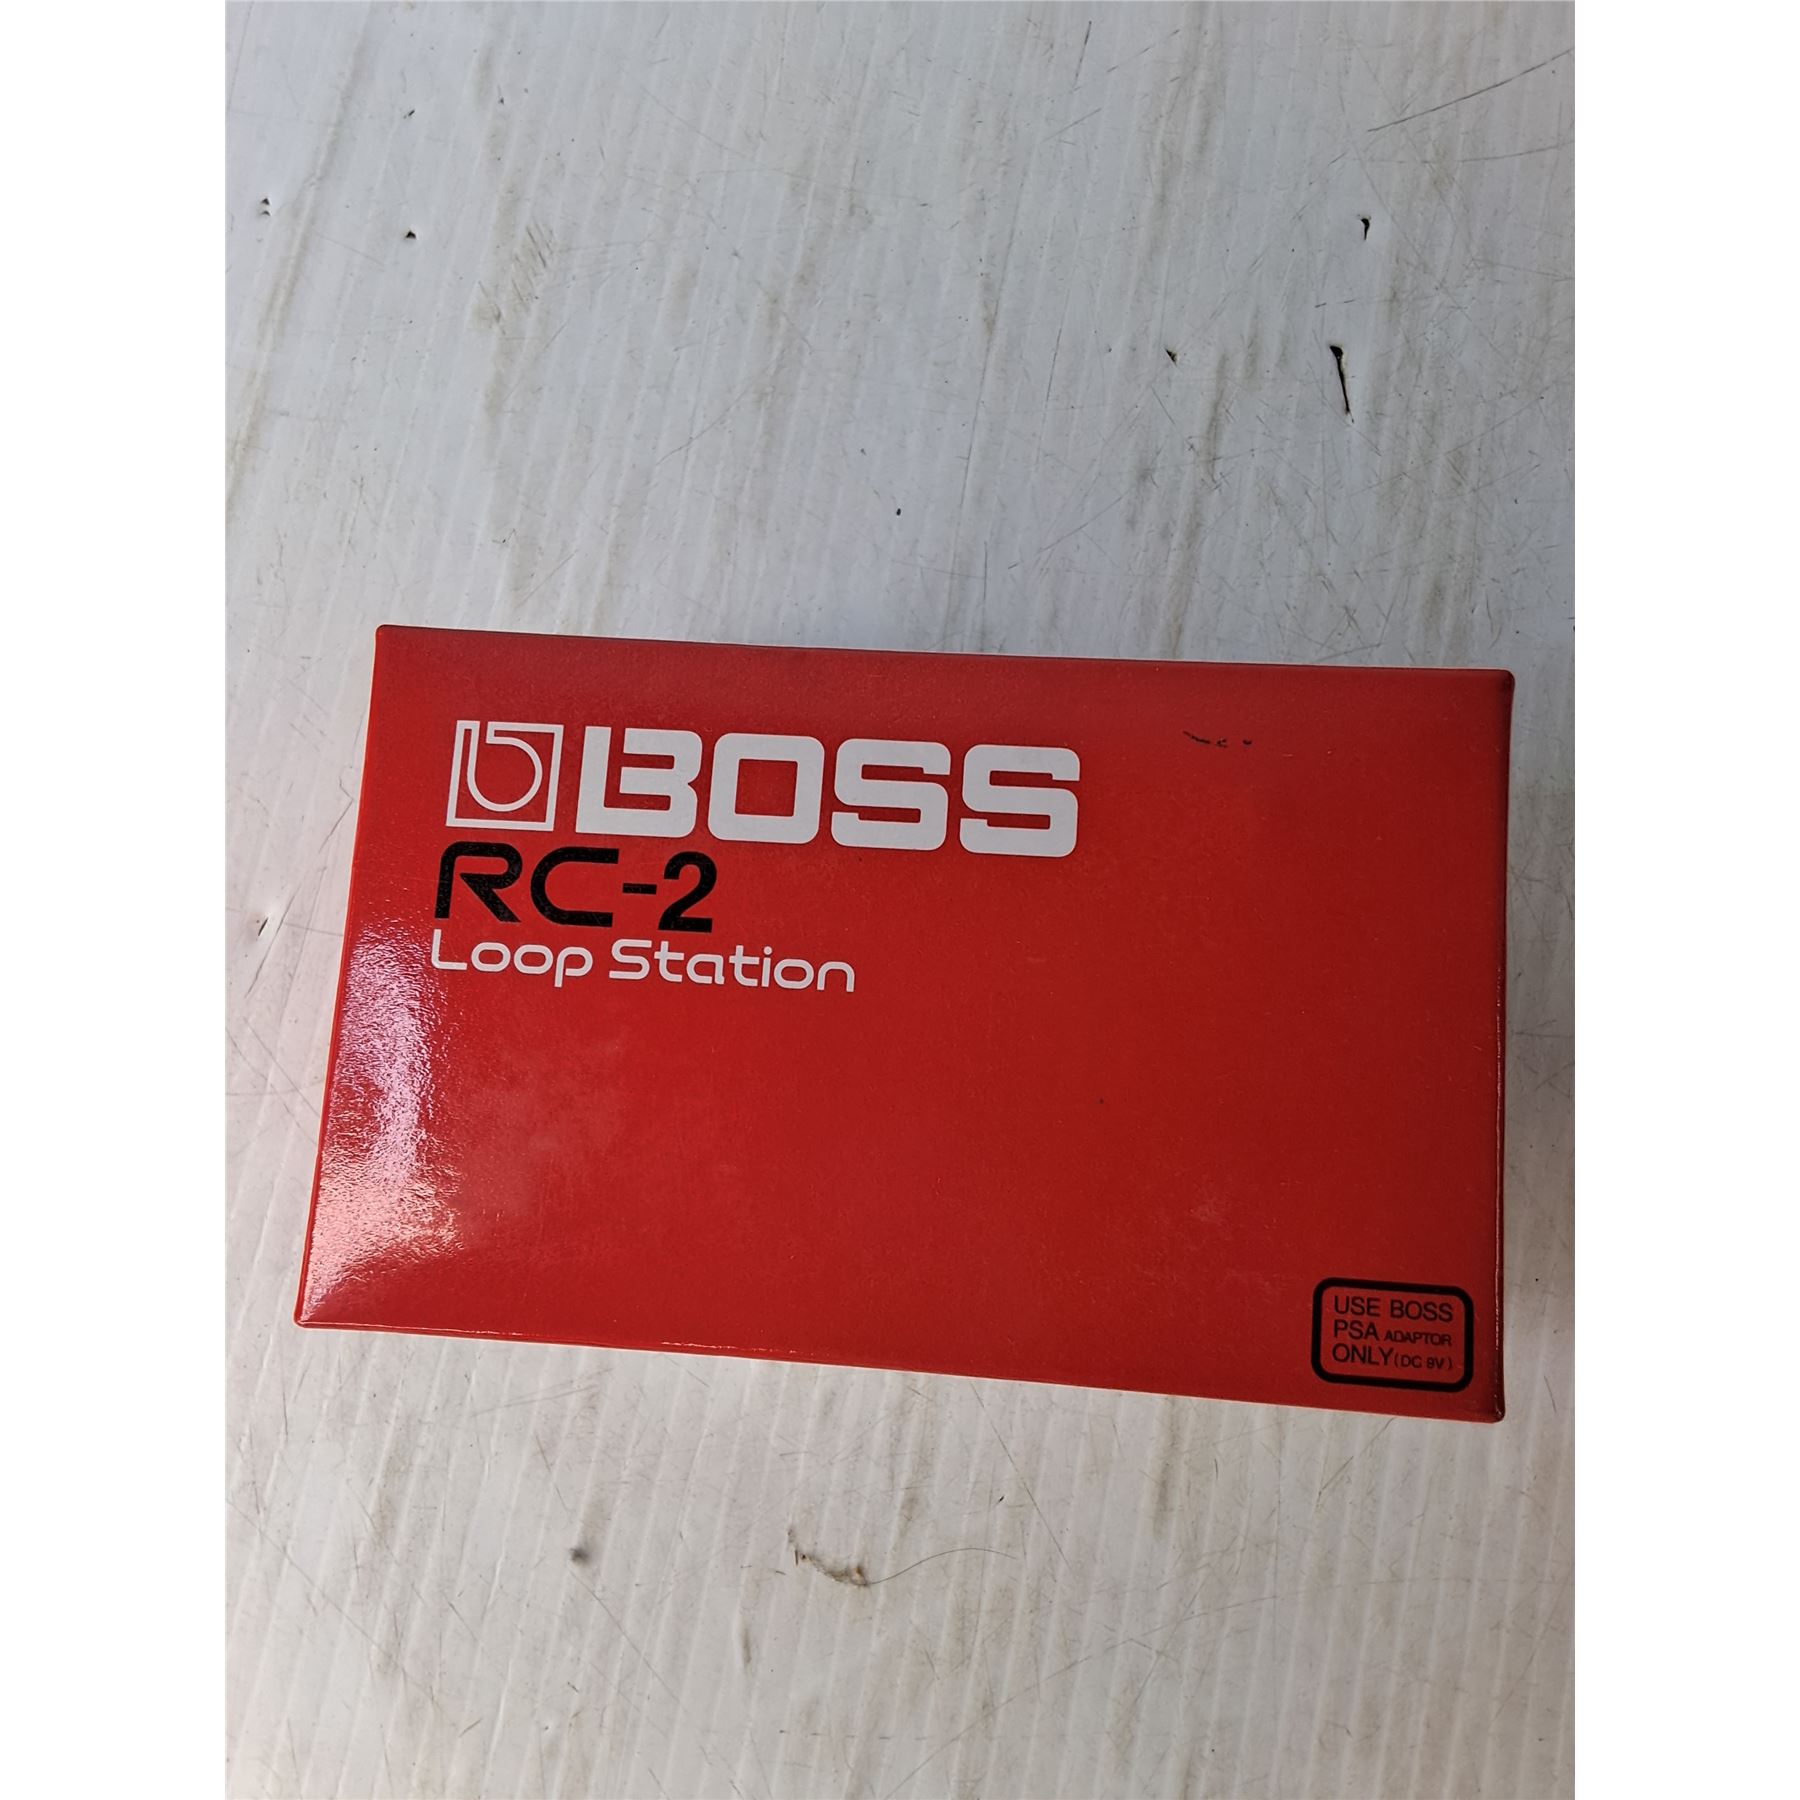 BOSS
RC-2
Loop Station
USE BOSS
PSA ADAPTOR
ONLY (DC 9V)